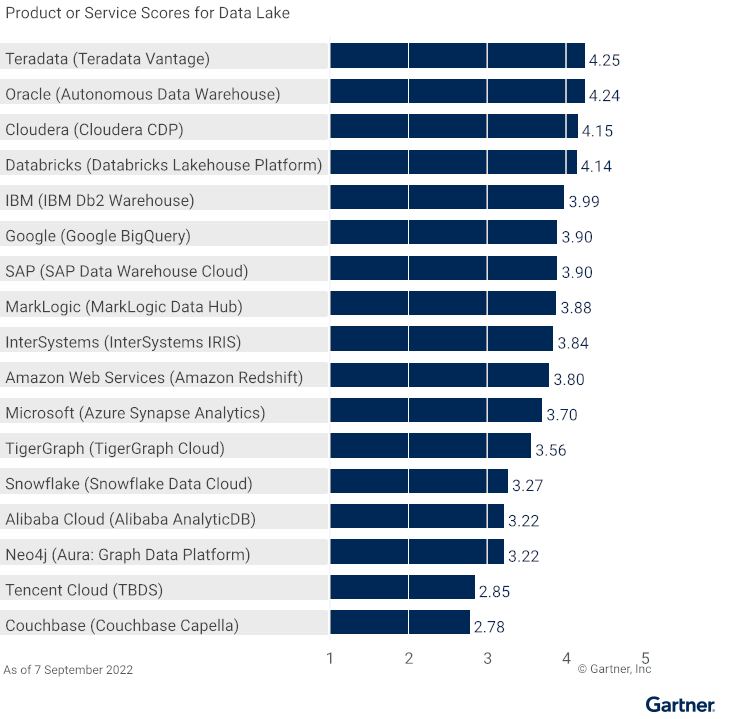 Product or Service Scores for Data Lake
Teradata (Teradata Vantage) 4.25
Oracle (Autonomous Data Warehouse) 4.24
Cloudera (Cloudera CDP) 4.15
Databricks (Databricks Lakehouse Platform) 4.14
IBM (IBM Db2 Warehouse) 3.99
Google (Google BigQuery) 3.90
SAP (SAP Data Warehouse Cloud) 3.90
MarkLogic (MarkLogic Data Hub) 3.88
InterSystems (InterSystems IRIS) 3.84
Amazon Web Services (Amazon Redshift) 3.80
Microsoft (Azure Synapse Analytics) 3.70
TigerGraph (TigerGraph Cloud) 3.56
Snowflake (Snowflake Data Cloud) 3.27
Alibaba Cloud (Alibaba AnalyticDB) 3.22
Neo4j (Aura: Graph Data Platform) 3.22
Tencent Cloud (TBDS) 2.85
Couchbase (Couchbase Capella) 2.78
1 2 3 4 5
As of 7 September 2022 © Gartner, Inc
Gartner